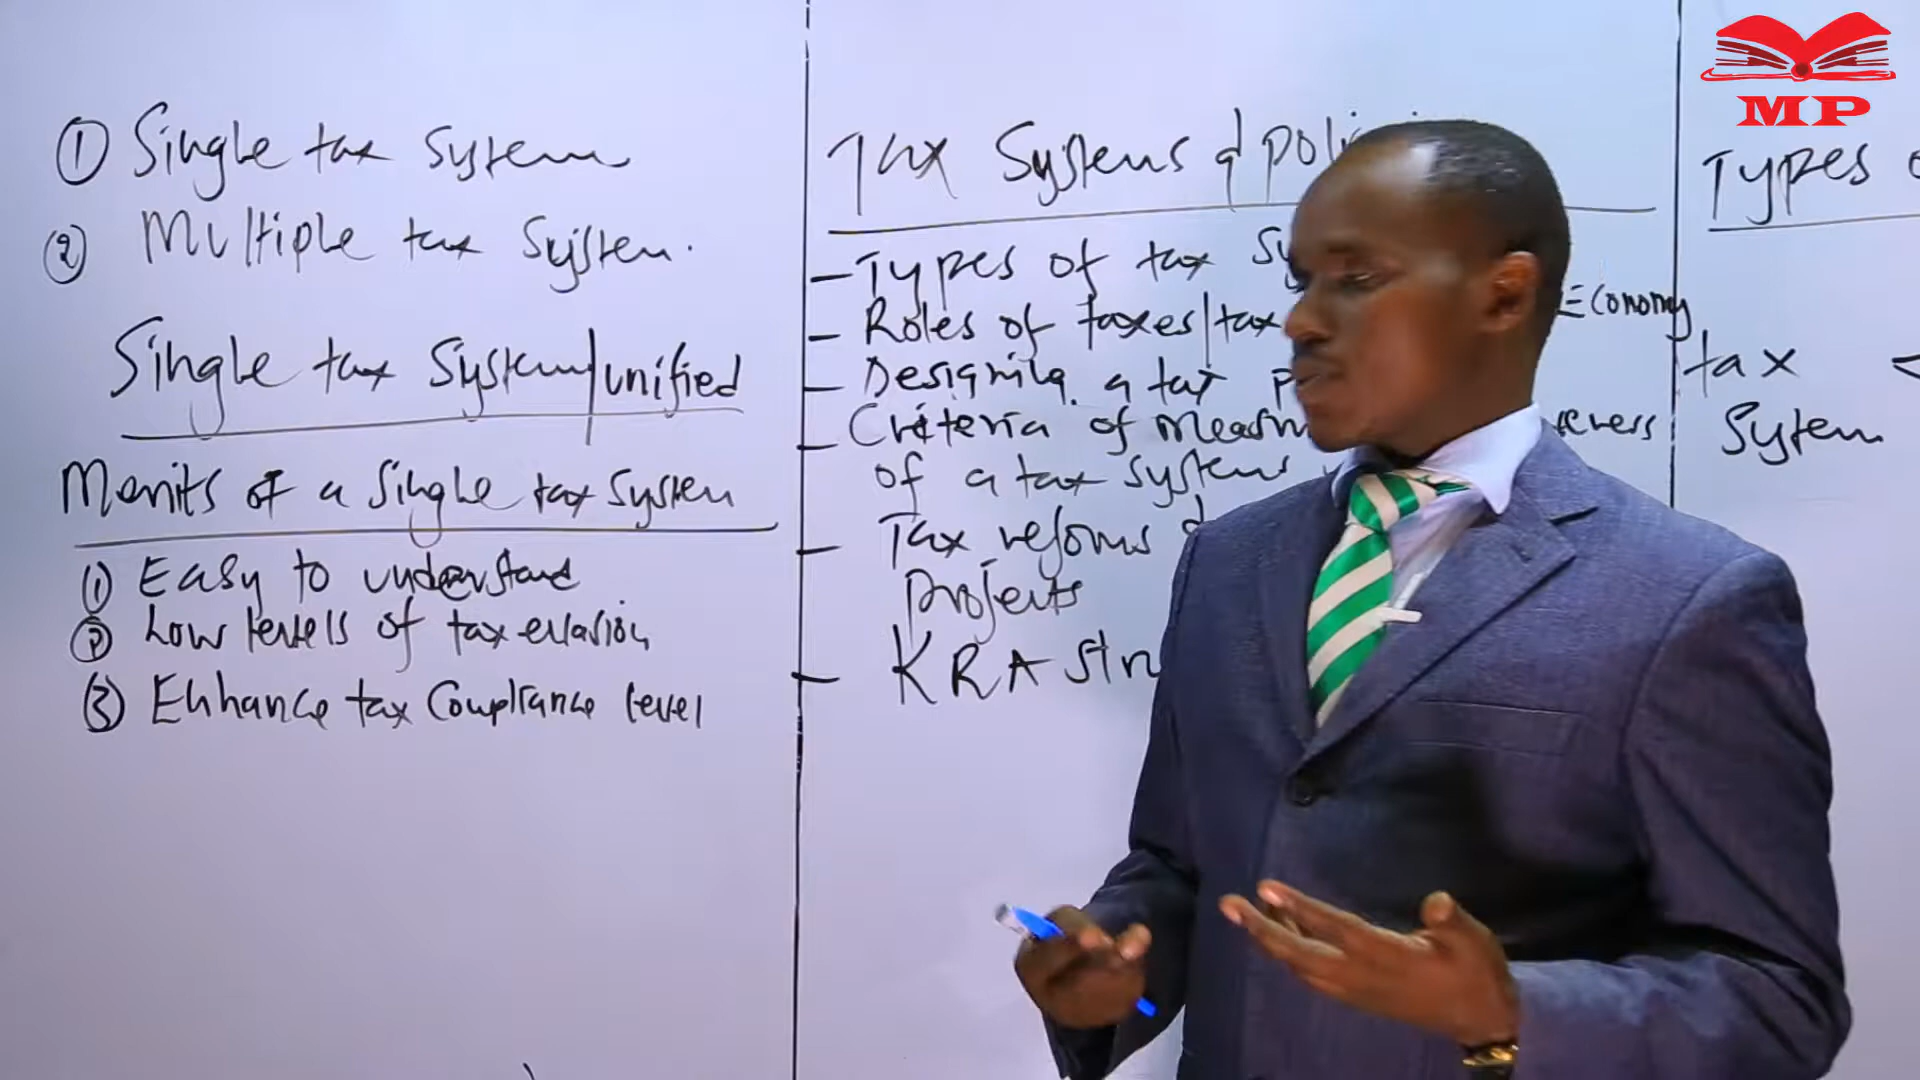 ① Single tax system
② Multiple tax system.
Single tax system/unified
Merits of a single tax system
① Easy to understand
② Low levels of tax evasion
③ Enhance tax compliance level
Tax Systems &
- Types of tax
- Roles of taxes/tax Economy
- Designing a tax
- Criteria of
of a tax systems
- Tax reforms &
projects
- KRA
MP
Types
tax <
System